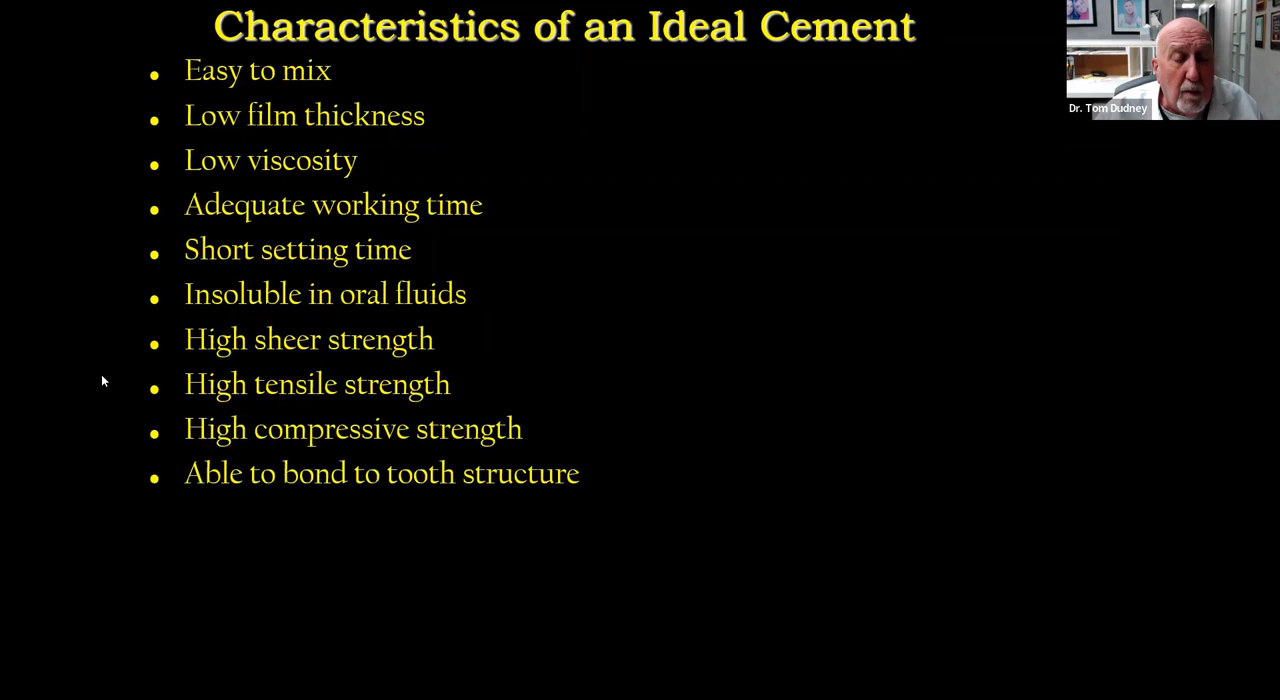 Characteristics of an Ideal Cement
• Easy to mix
• Low film thickness
• Low viscosity
• Adequate working time
• Short setting time
• Insoluble in oral fluids
• High sheer strength
• High tensile strength
• High compressive strength
• Able to bond to tooth structure
Dr. Tom Dudney